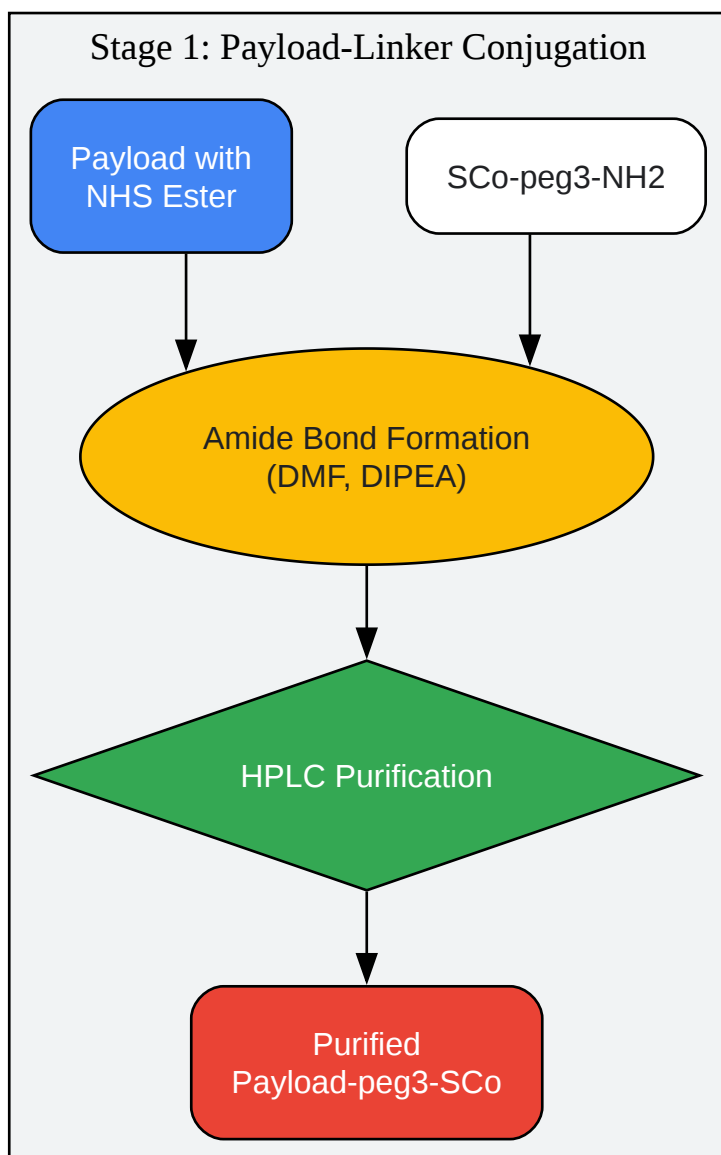 Stage 1: Payload-Linker Conjugation
Payload with
NHS Ester
SCo-peg3-NH2
Amide Bond Formation
(DMF, DIPEA)
HPLC Purification
Purified
Payload-peg3-SCo